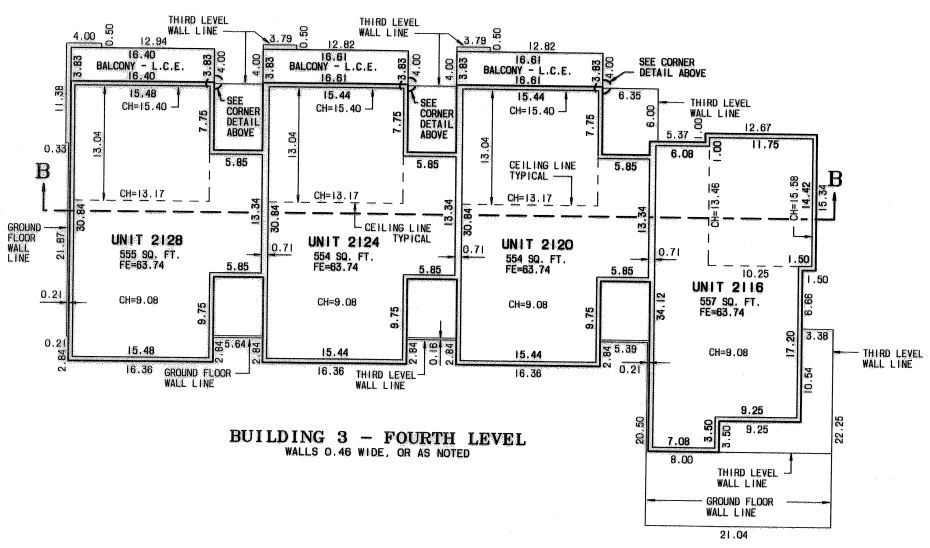 THIRD LEVEL
WALL LINE
THIRD LEVEL
WALL LINE
4.00
0.50
12.94
3.79
0.50
12.82
3.79
0.50
12.82
3.83
16.40
BALCONY - L.C.E.
16.40
3.83
4.00
4.00
3.83
16.61
BALCONY - L.C.E.
16.61
3.83
4.00
4.00
3.83
16.61
BALCONY - L.C.E.
16.61
3.83
4.00
SEE CORNER
DETAIL ABOVE
11.38
15.48
CH=15.40
SEE
CORNER
DETAIL
ABOVE
15.44
CH=15.40
SEE
CORNER
DETAIL
ABOVE
15.44
CH=15.40
6.35
6.00
THIRD LEVEL
WALL LINE
13.04
7.75
13.04
7.75
13.04
7.75
5.37
1.00
12.67
6.08
1.00
11.75
0.33
5.85
5.85
5.85
CEILING LINE
TYPICAL
B
CH=13.17
CH=13.17
CH=13.17
CH=13.46
CH=15.58
14.42
15.34
B
GROUND
FLOOR
WALL
LINE
21.87
30.84
13.34
30.84
13.34
30.84
13.34
CEILING LINE
TYPICAL
UNIT 2128
555 SQ. FT.
FE=63.74
0.71
UNIT 2124
554 SQ. FT.
FE=63.74
UNIT 2120
554 SQ. FT.
FE=63.74
0.71
5.85
5.85
5.85
10.25
1.50
1.50
UNIT 2116
557 SQ. FT.
FE=63.74
0.21
CH=9.08
9.75
CH=9.08
9.75
CH=9.08
9.75
34.12
6.66
0.21
2.84
15.48
16.36
2.84
5.64
2.84
15.44
16.36
2.84
0.16
2.84
15.44
16.36
2.84
5.39
0.21
CH=9.08
17.20
10.54
3.38
THIRD LEVEL
WALL LINE
GROUND FLOOR
WALL LINE
THIRD LEVEL
WALL LINE
20.50
7.08
8.00
3.50
3.50
9.25
9.25
22.25
BUILDING 3 - FOURTH LEVEL
WALLS 0.46 WIDE, OR AS NOTED
THIRD LEVEL
WALL LINE
GROUND FLOOR
WALL LINE
21.04